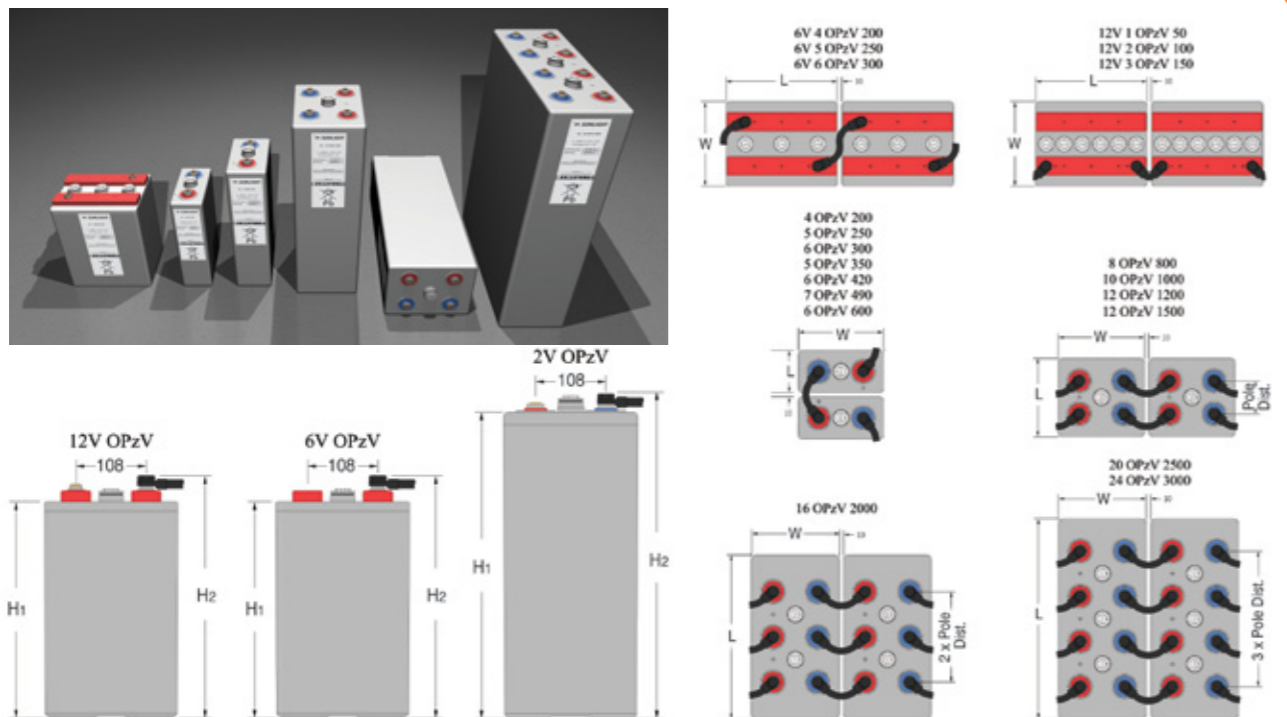 6V 4 OPzV 200
6V 5 OPzV 250
6V 6 OPzV 300
L
10
W
12V 1 OPzV 50
12V 2 OPzV 100
12V 3 OPzV 150
L
10
W
4 OPzV 200
5 OPzV 250
6 OPzV 300
5 OPzV 350
6 OPzV 420
7 OPzV 490
6 OPzV 600
W
8 OPzV 800
10 OPzV 1000
12 OPzV 1200
12 OPzV 1500
W
10
L
Pole
Dist.
12V OPzV
108
H1
H2
6V OPzV
108
H1
H2
2V OPzV
108
H1
H2
16 OPzV 2000
W
10
L
2 x Pole
Dist.
20 OPzV 2500
24 OPzV 3000
W
10
L
3 x Pole Dist.